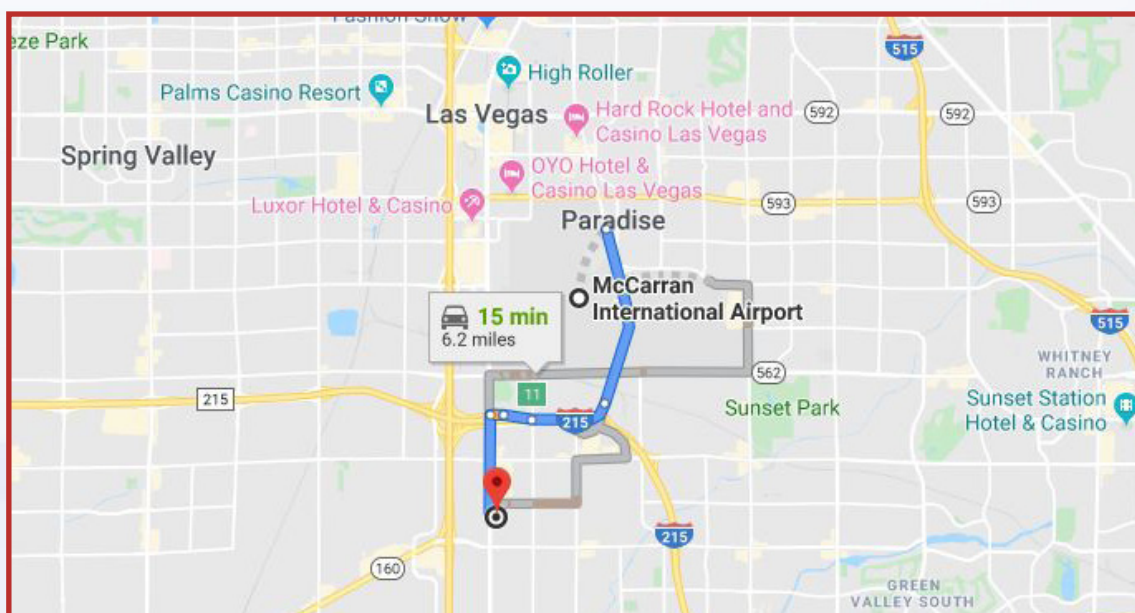 Fashion Show
eze Park
515
High Roller
Palms Casino Resort
Las Vegas
Hard Rock Hotel and
Casino Las Vegas
592
592
Spring Valley
OYO Hotel &
Casino Las Vegas
Luxor Hotel & Casino
593
593
Paradise
McCarran
International Airport
15 min
6.2 miles
515
WHITNEY
RANCH
562
11
215
Sunset Park
Sunset Station
Hotel & Casino
215
215
160
GREEN
VALLEY SOUTH